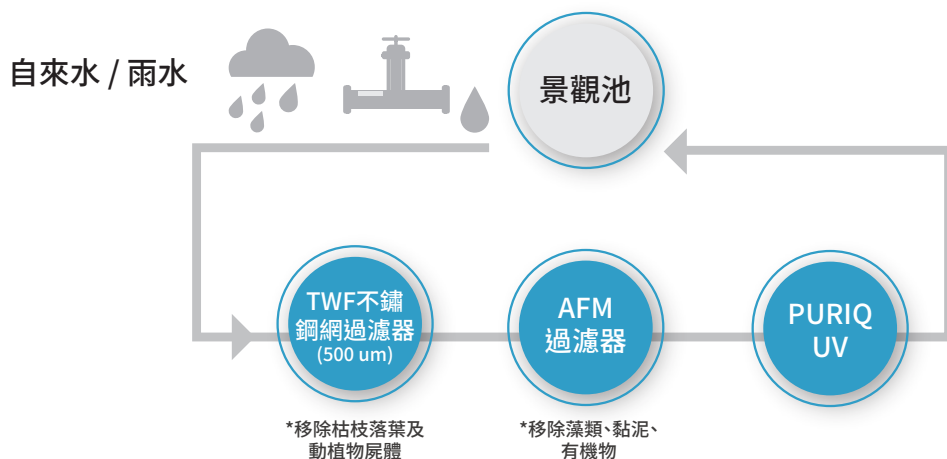 自來水 / 雨水
景觀池
TWF不鏽
鋼網過濾器
(500 um)
AFM
過濾器
PURIQ
UV
*移除枯枝落葉及
動植物屍體
*移除藻類、黏泥、
有機物